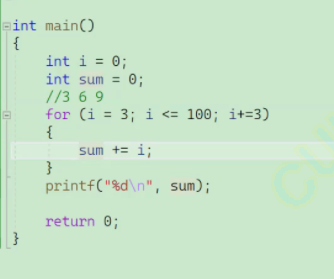 int main()
{
    int i = 0;
    int sum = 0;
    //3 6 9
    for (i = 3; i <= 100; i+=3)
    {
        sum += i;
    }
    printf("%d\n", sum);

    return 0;
}